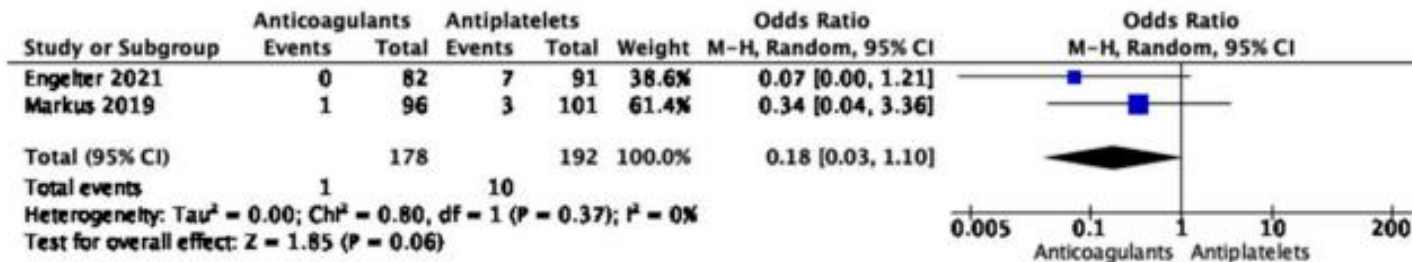 Anticoagulants Antiplatelets Odds Ratio Odds Ratio
Study or Subgroup Events Total Events Total Weight M-H, Random, 95% CI M-H, Random, 95% CI
Engelter 2021 0 82 7 91 38.6% 0.07 [0.00, 1.21]
Markus 2019 1 96 3 101 61.4% 0.34 [0.04, 3.36]
Total (95% CI) 178 192 100.0% 0.18 [0.03, 1.10]
Total events 1 10
Heterogeneity: Tau² = 0.00; Chi² = 0.80, df = 1 (P = 0.37); I² = 0%
Test for overall effect: Z = 1.85 (P = 0.06)
0.005 0.1 1 10 200
Anticoagulants Antiplatelets